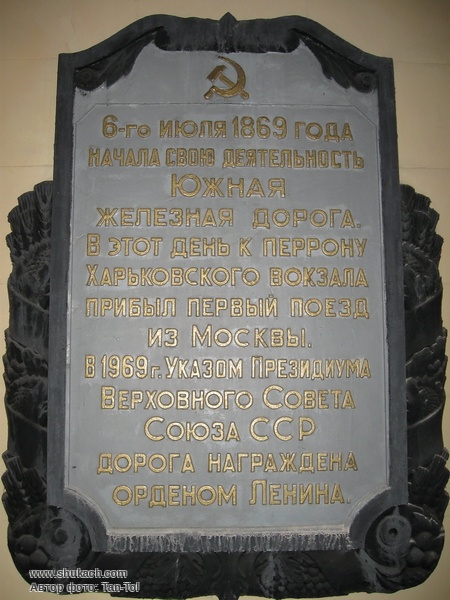 6-го июля 1869 года
начала свою деятельность
Южная
железная дорога.
В этот день к перрону
Харьковского вокзала
прибыл первый поезд
из Москвы.
В 1969 г. Указом Президиума
Верховного Совета
Союза ССР
дорога награждена
орденом Ленина.
www.shukach.com
Автор фото: Tan-Tol